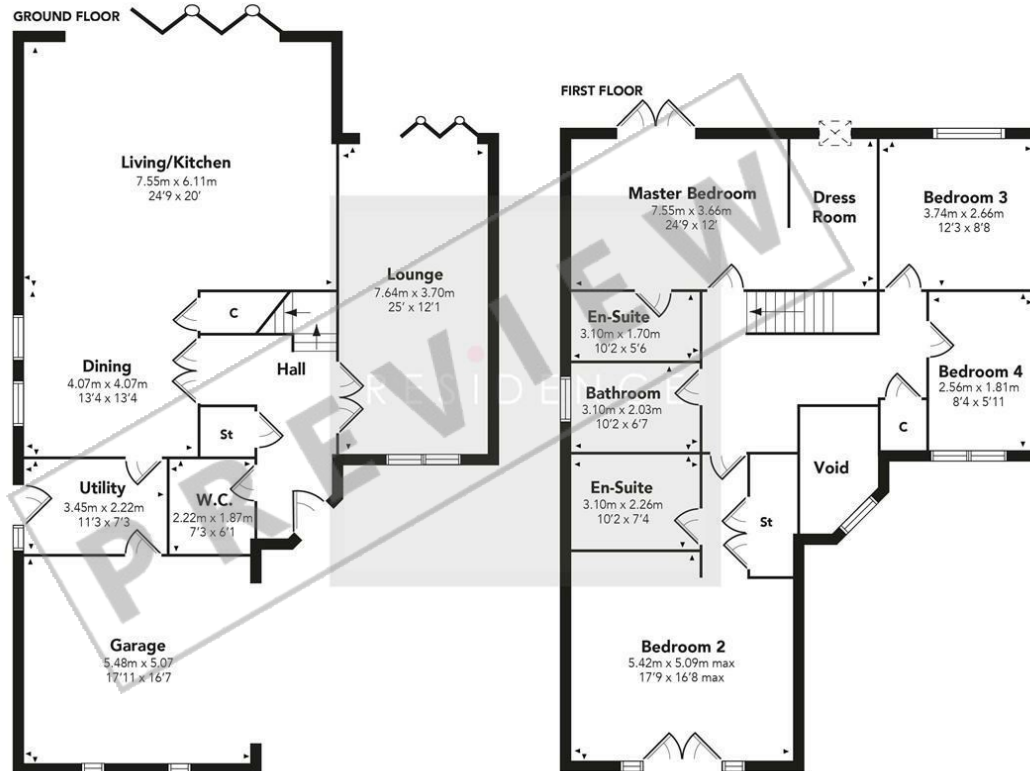 GROUND FLOOR
Living/Kitchen
7.55m x 6.11m
24'9 x 20'
Lounge
7.64m x 3.70m
25' x 12'1
C
Hall
Dining
4.07m x 4.07m
13'4 x 13'4
St
Utility
3.45m x 2.22m
11'3 x 7'3
W.C.
2.22m x 1.87m
7'3 x 6'1
Garage
5.48m x 5.07
17'11 x 16'7
FIRST FLOOR
Master Bedroom
7.55m x 3.66m
24'9 x 12'
Dress
Room
Bedroom 3
3.74m x 2.66m
12'3 x 8'8
En-Suite
3.10m x 1.70m
10'2 x 5'6
Bathroom
3.10m x 2.03m
10'2 x 6'7
Bedroom 4
2.56m x 1.81m
8'4 x 5'11
C
Void
En-Suite
3.10m x 2.26m
10'2 x 7'4
St
Bedroom 2
5.42m x 5.09m max
17'9 x 16'8 max
PREVIEW
RESIDENCE